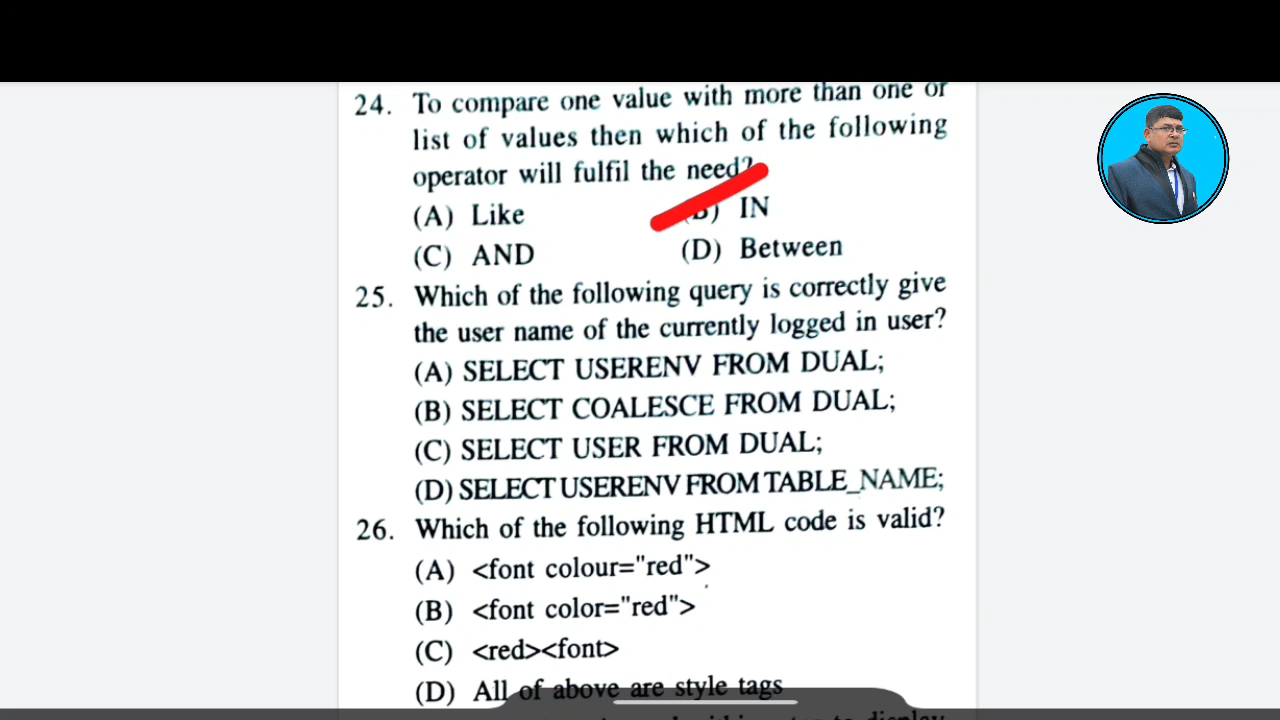 24. To compare one value with more than one or
list of values then which of the following
operator will fulfil the need?
(A) Like (B) IN
(C) AND (D) Between
25. Which of the following query is correctly give
the user name of the currently logged in user?
(A) SELECT USERENV FROM DUAL;
(B) SELECT COALESCE FROM DUAL;
(C) SELECT USER FROM DUAL;
(D) SELECT USERENV FROM TABLE_NAME;
26. Which of the following HTML code is valid?
(A) <font colour="red">
(B) <font color="red">
(C) <red><font>
(D) All of above are style tags